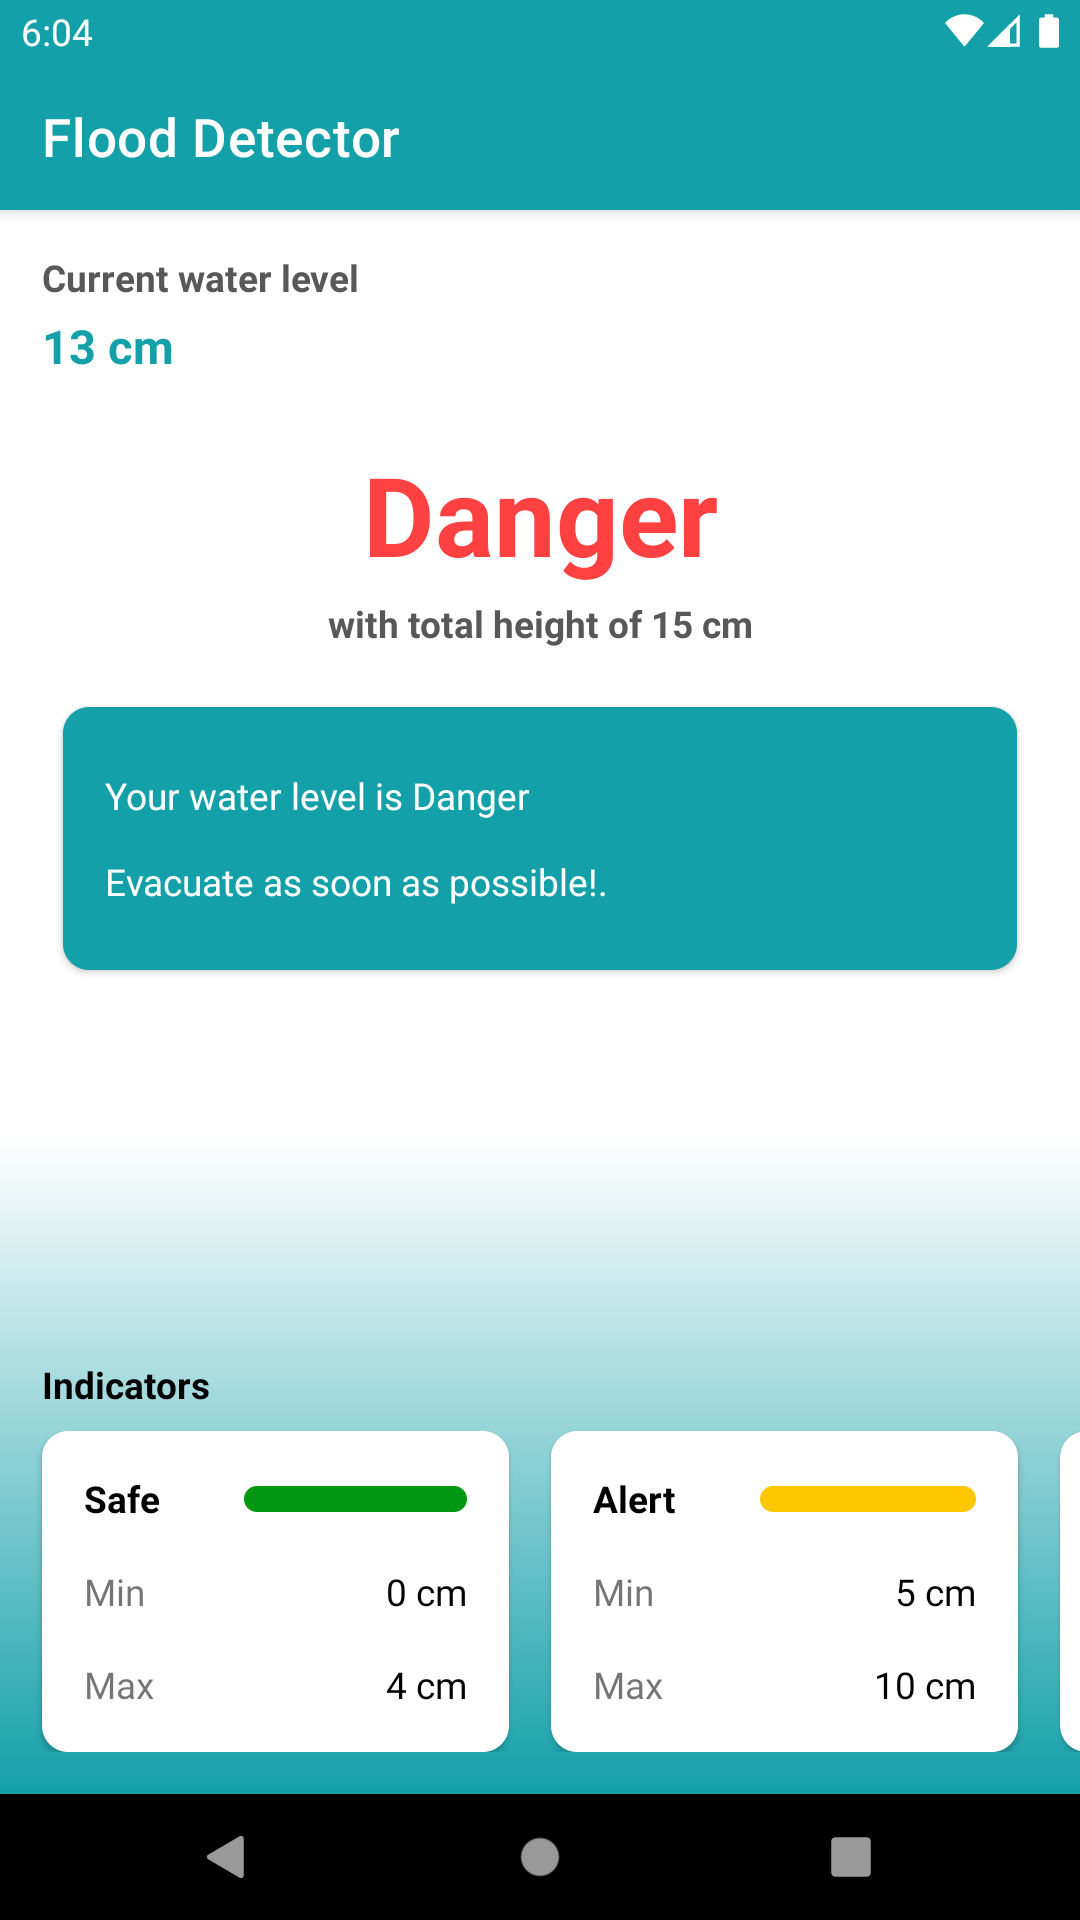 6:04
Flood Detector
Current water level
13 cm
Danger
with total height of 15 cm
Your water level is Danger
Evacuate as soon as possible!.
Indicators
Safe
Min 0 cm
Max 4 cm
Alert
Min 5 cm
Max 10 cm